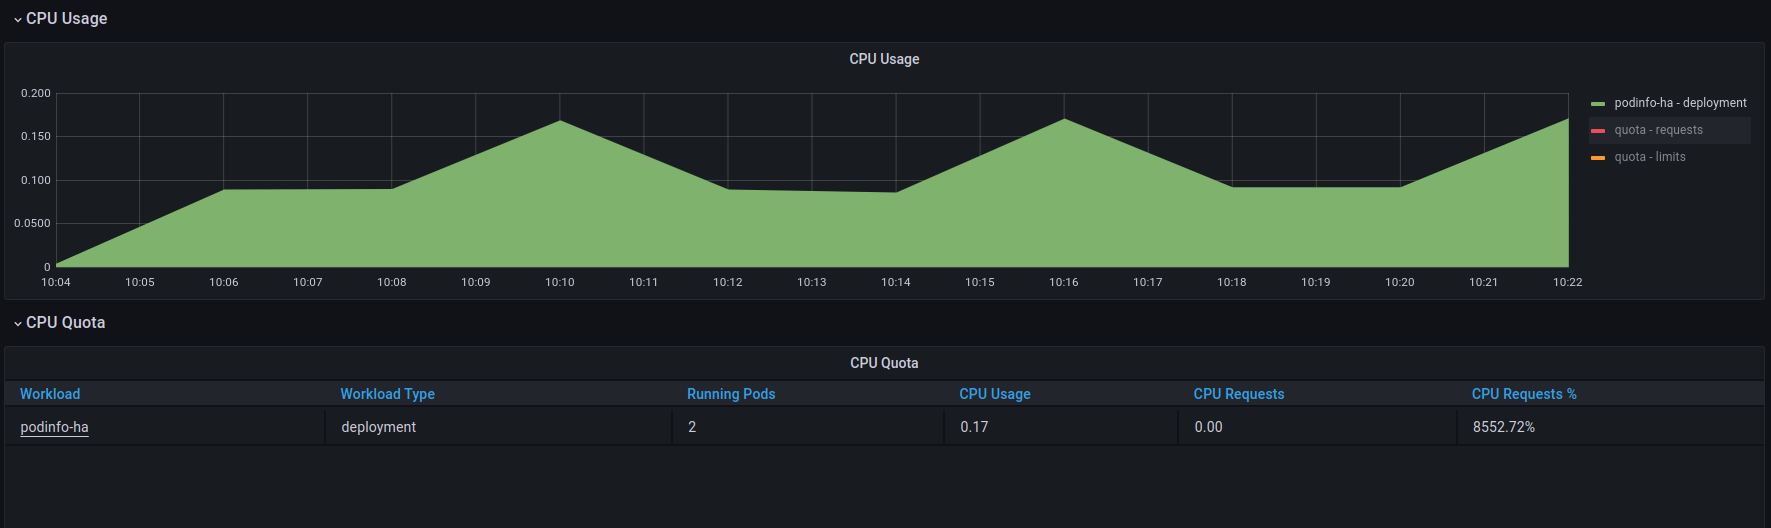 CPU Usage
CPU Usage
0.200
0.150
0.100
0.0500
0
10:04 10:05 10:06 10:07 10:08 10:09 10:10 10:11 10:12 10:13 10:14 10:15 10:16 10:17 10:18 10:19 10:20 10:21 10:22
podinfo-ha - deployment
quota - requests
quota - limits
CPU Quota
CPU Quota
Workload Workload Type Running Pods CPU Usage CPU Requests CPU Requests %
podinfo-ha deployment 2 0.17 0.00 8552.72%